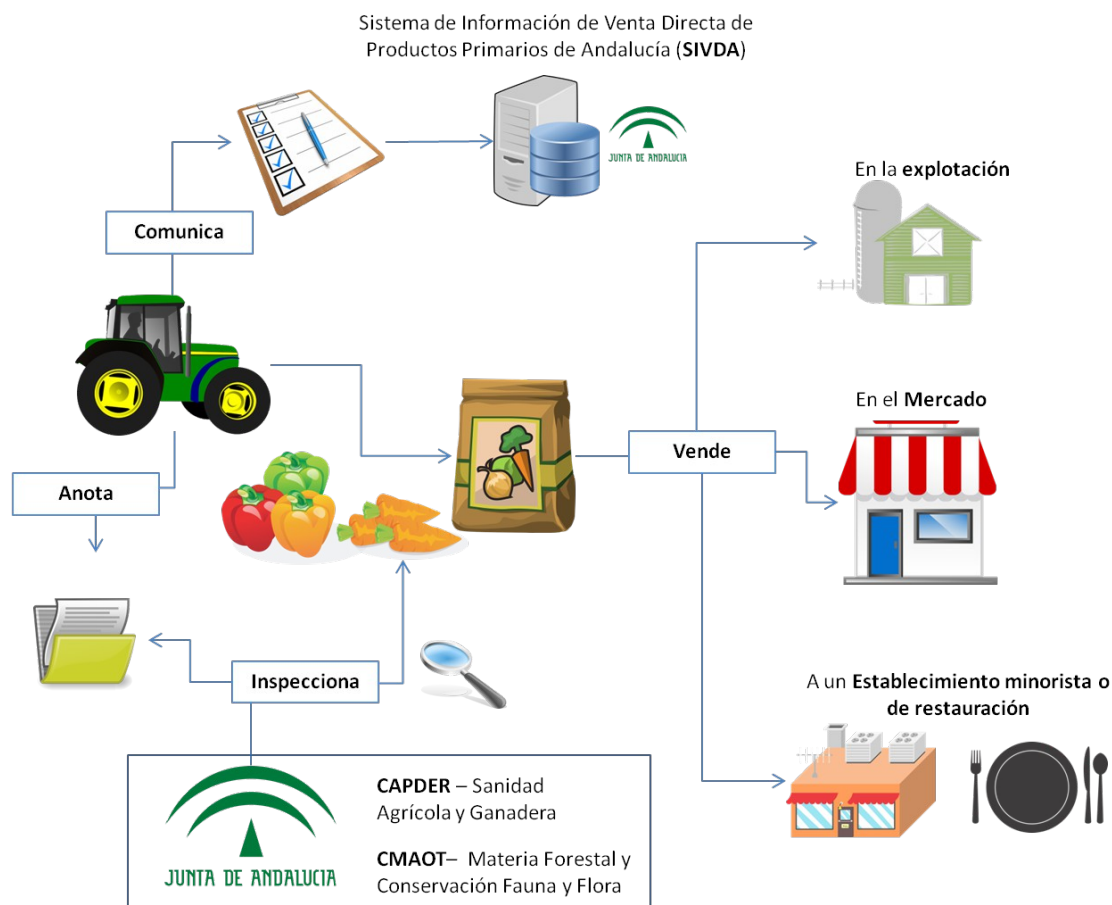 Sistema de Información de Venta Directa de
Productos Primarios de Andalucía (SIVDA)
JUNTA DE ANDALUCIA
En la explotación
Comunica
En el Mercado
Vende
Anota
Inspecciona
A un Establecimiento minorista o
de restauración
CAPDER – Sanidad
Agrícola y Ganadera
CMAOT– Materia Forestal y
Conservación Fauna y Flora
JUNTA DE ANDALUCIA